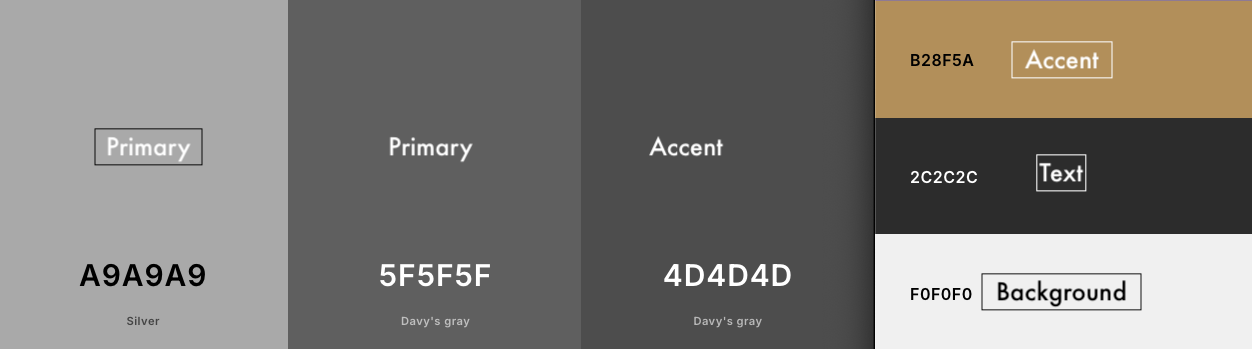 Primary
A9A9A9
Silver
Primary
5F5F5F
Davy's gray
Accent
4D4D4D
Davy's gray
B28F5A Accent
2C2C2C Text
F0F0F0 Background